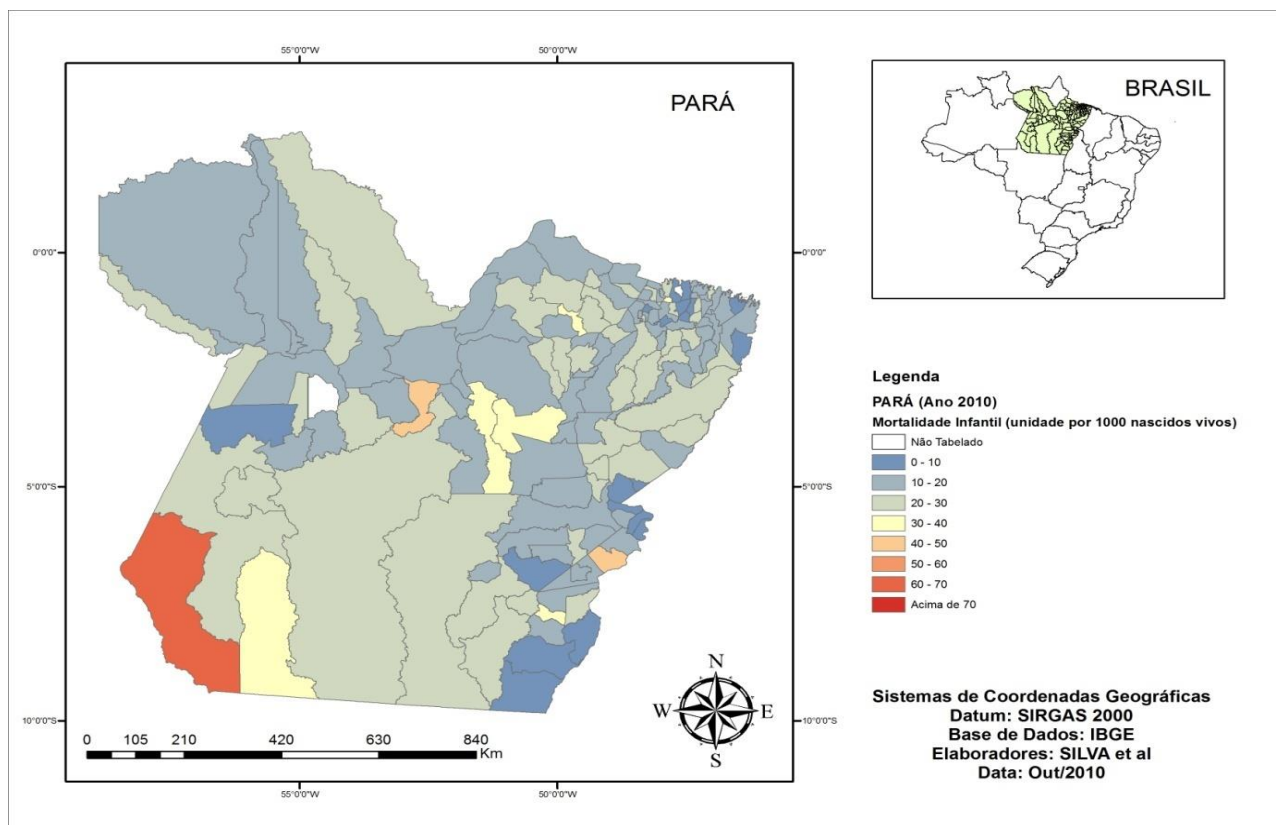 55°0'0"W
50°0'0"W
PARÁ
BRASIL
0°0'0"
0°0'0"
5°0'0"S
5°0'0"S
10°0'0"S
10°0'0"S
N
W
E
S
0
105
210
420
630
840
Km
55°0'0"W
50°0'0"W
Legenda
PARÁ (Ano 2010)
Mortalidade Infantil (unidade por 1000 nascidos vivos)
Não Tabelado
0 - 10
10 - 20
20 - 30
30 - 40
40 - 50
50 - 60
60 - 70
Acima de 70
Sistemas de Coordenadas Geográficas
Datum: SIRGAS 2000
Base de Dados: IBGE
Elaboradores: SILVA et al
Data: Out/2010